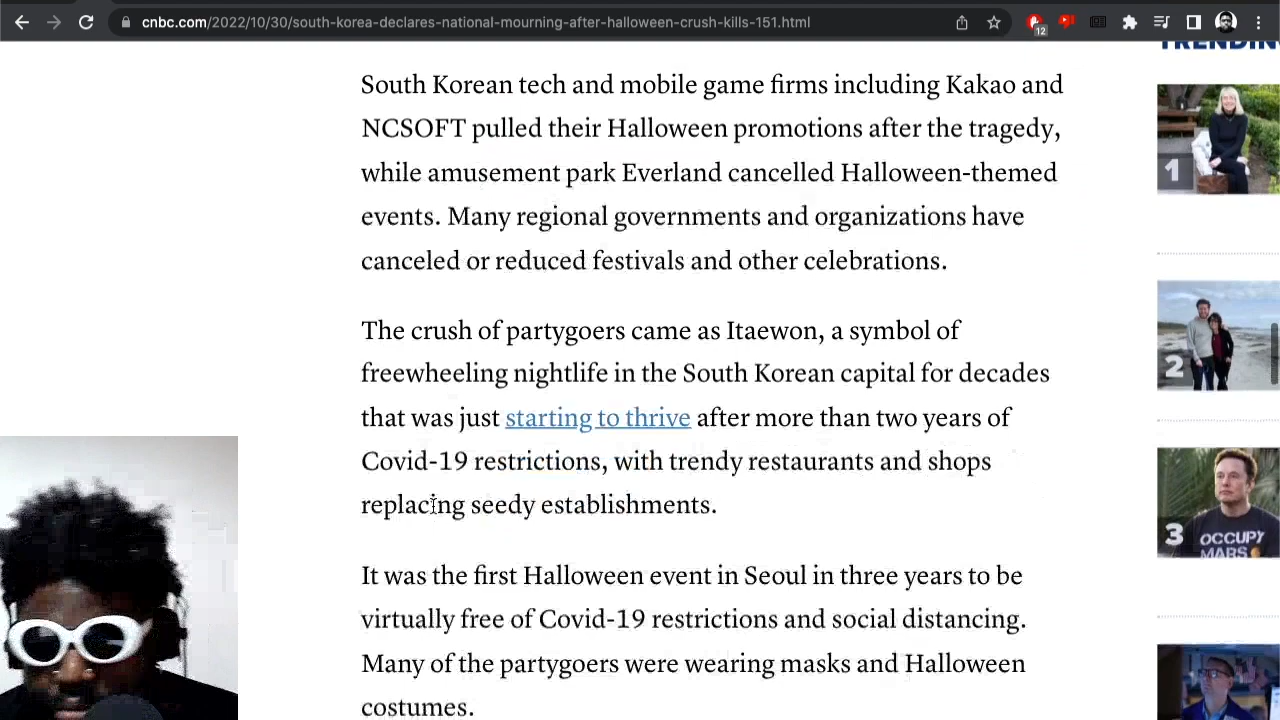 cnbc.com/2022/10/30/south-korea-declares-national-mourning-after-halloween-crush-kills-151.html
12
TRENDIN
South Korean tech and mobile game firms including Kakao and
NCSOFT pulled their Halloween promotions after the tragedy,
while amusement park Everland cancelled Halloween-themed
events. Many regional governments and organizations have
canceled or reduced festivals and other celebrations.
The crush of partygoers came as Itaewon, a symbol of
freewheeling nightlife in the South Korean capital for decades
that was just starting to thrive after more than two years of
Covid-19 restrictions, with trendy restaurants and shops
replacing seedy establishments.
It was the first Halloween event in Seoul in three years to be
virtually free of Covid-19 restrictions and social distancing.
Many of the partygoers were wearing masks and Halloween
costumes.
1
2
3
OCCUPY
MARS